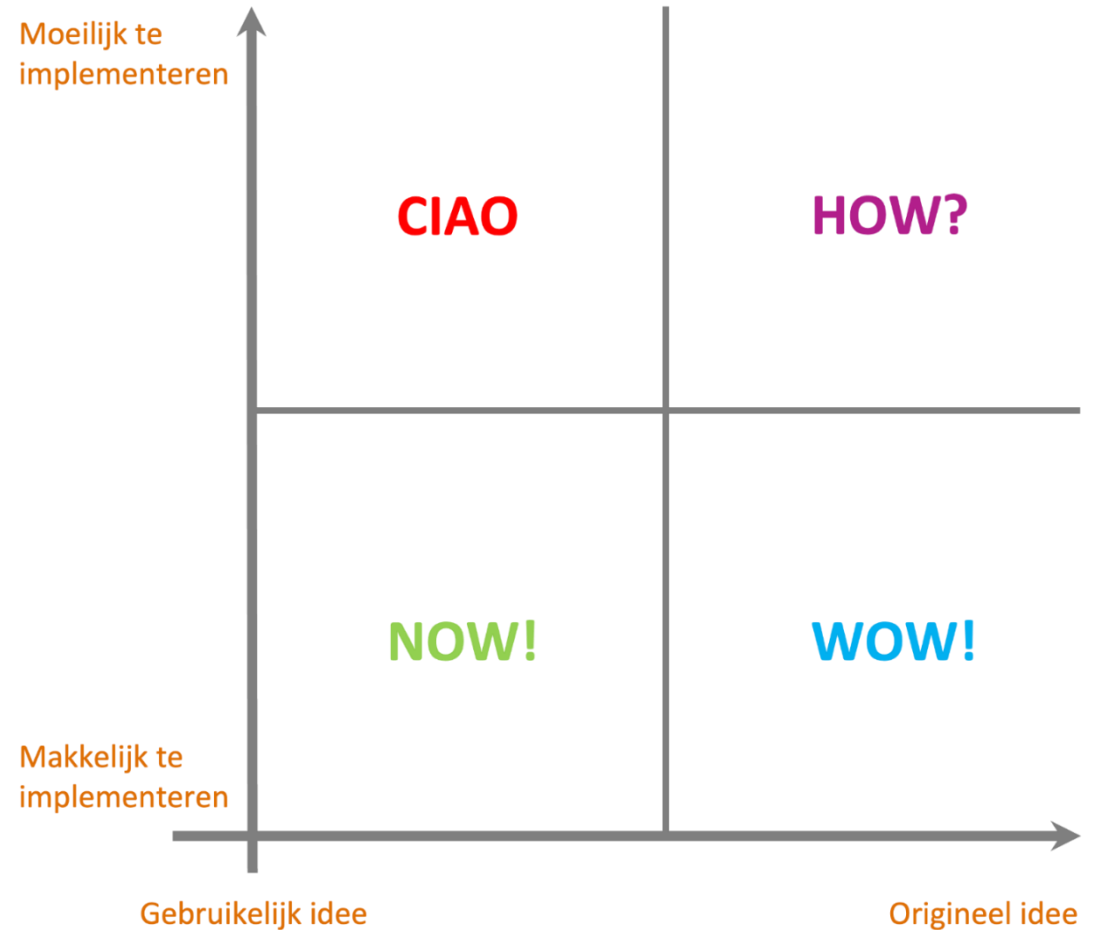 Moeilijk te
implementeren
CIAO
HOW?
NOW!
WOW!
Makkelijk te
implementeren
Gebruikelijk idee
Origineel idee